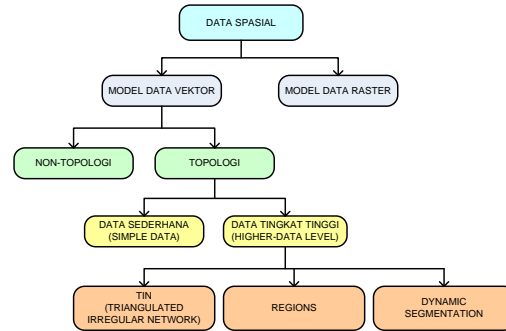 DATA SPASIAL
MODEL DATA VEKTOR
MODEL DATA RASTER
NON-TOPOLOGI
TOPOLOGI
DATA SEDERHANA
(SIMPLE DATA)
DATA TINGKAT TINGGI
(HIGHER-DATA LEVEL)
TIN
(TRIANGULATED
IRREGULAR NETWORK)
REGIONS
DYNAMIC
SEGMENTATION